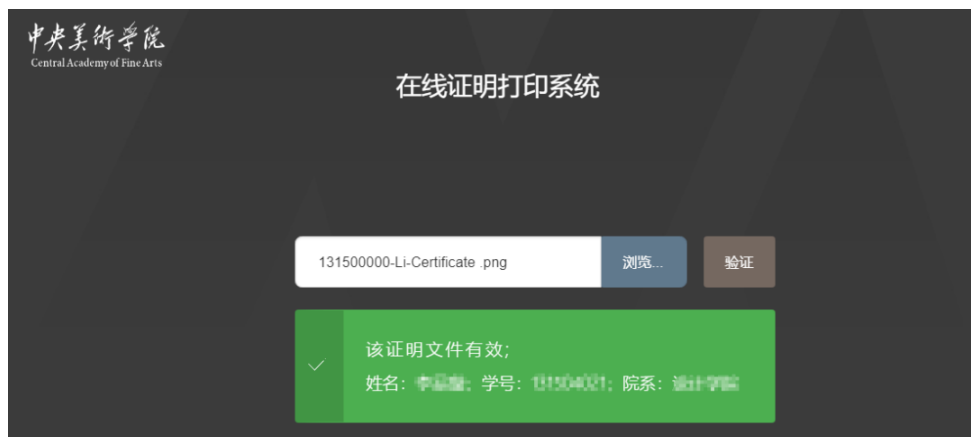 中央美術学院
Central Academy of Fine Arts
在线证明打印系统
131500000-Li-Certificate .png 浏览... 验证
该证明文件有效;
姓名: 学号: 院系: